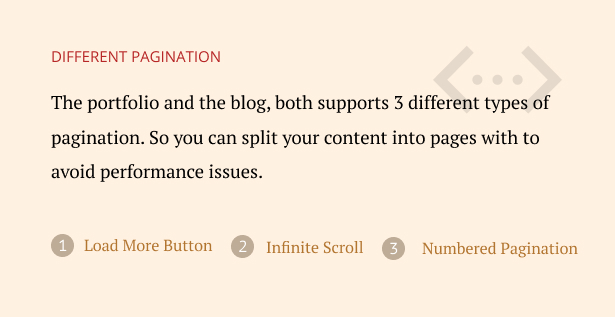 DIFFERENT PAGINATION
The portfolio and the blog, both supports 3 different types of
pagination. So you can split your content into pages with to
avoid performance issues.
1 Load More Button 2 Infinite Scroll 3 Numbered Pagination